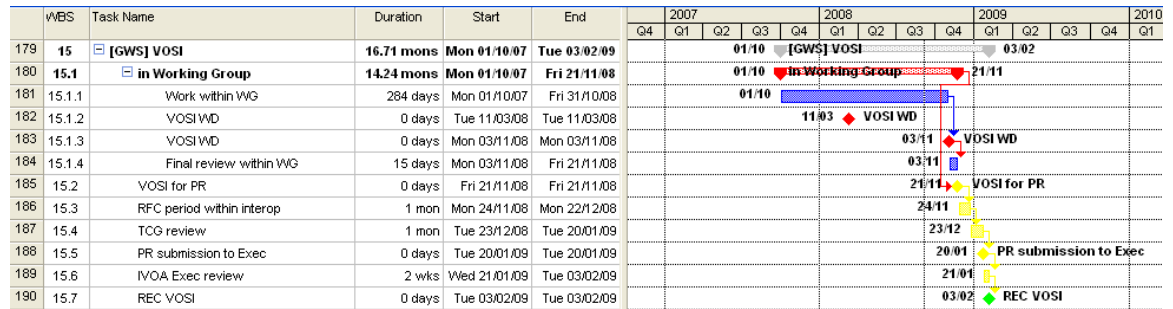 WBS Task Name Duration Start End 2007 2008 2009 2010
Q4 Q1 Q2 Q3 Q4 Q1 Q2 Q3 Q4 Q1 Q2 Q3 Q4 Q1
179 15 [GWS] VOSI 16.71 mons Mon 01/10/07 Tue 03/02/09 01/10 [GWS] VOSI 03/02
180 15.1 in Working Group 14.24 mons Mon 01/10/07 Fri 21/11/08 01/10 in Working Group 21/11
181 15.1.1 Work within WG 284 days Mon 01/10/07 Fri 31/10/08 01/10
182 15.1.2 VOSI WD 0 days Tue 11/03/08 Tue 11/03/08 11/03 VOSI WD
183 15.1.3 VOSI WD 0 days Mon 03/11/08 Mon 03/11/08 03/11 VOSI WD
184 15.1.4 Final review within WG 15 days Mon 03/11/08 Fri 21/11/08 03/11
185 15.2 VOSI for PR 0 days Fri 21/11/08 Fri 21/11/08 21/11 VOSI for PR
186 15.3 RFC period within interop 1 mon Mon 24/11/08 Mon 22/12/08 24/11
187 15.4 TCG review 1 mon Tue 23/12/08 Tue 20/01/09 23/12
188 15.5 PR submission to Exec 0 days Tue 20/01/09 Tue 20/01/09 20/01 PR submission to Exec
189 15.6 IVOA Exec review 2 wks Wed 21/01/09 Tue 03/02/09 21/01
190 15.7 REC VOSI 0 days Tue 03/02/09 Tue 03/02/09 03/02 REC VOSI